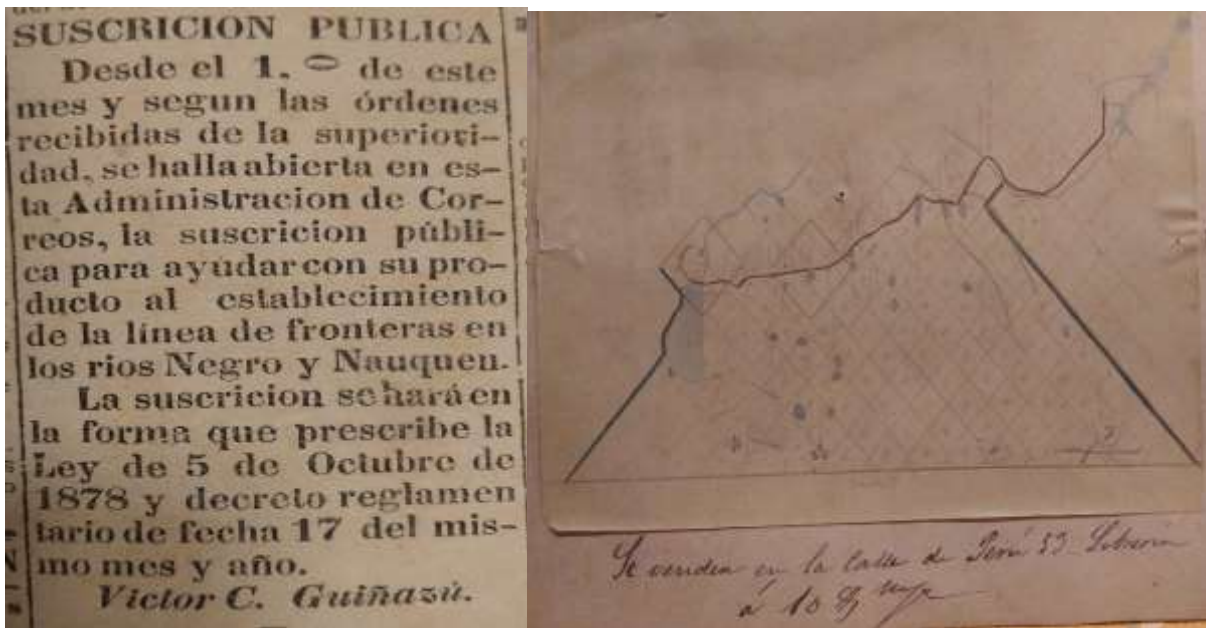 SUSCRICION PUBLICA
Desde el 1.º de este
mes y segun las órdenes
recibidas de la superiori-
dad, se halla abierta en es-
ta Administracion de Cor-
reos, la suscricion públi-
ca para ayudar con su pro-
ducto al establecimiento
de la línea de fronteras en
los rios Negro y Nauquen.
La suscricion se hará en
la forma que prescribe la
Ley de 5 de Octubre de
1878 y decreto reglamen
tario de fecha 17 del mis-
mo mes y año.
Victor C. Guiñazú.
Se venden en la Calle de Perú 53 Libreria
á 10 $